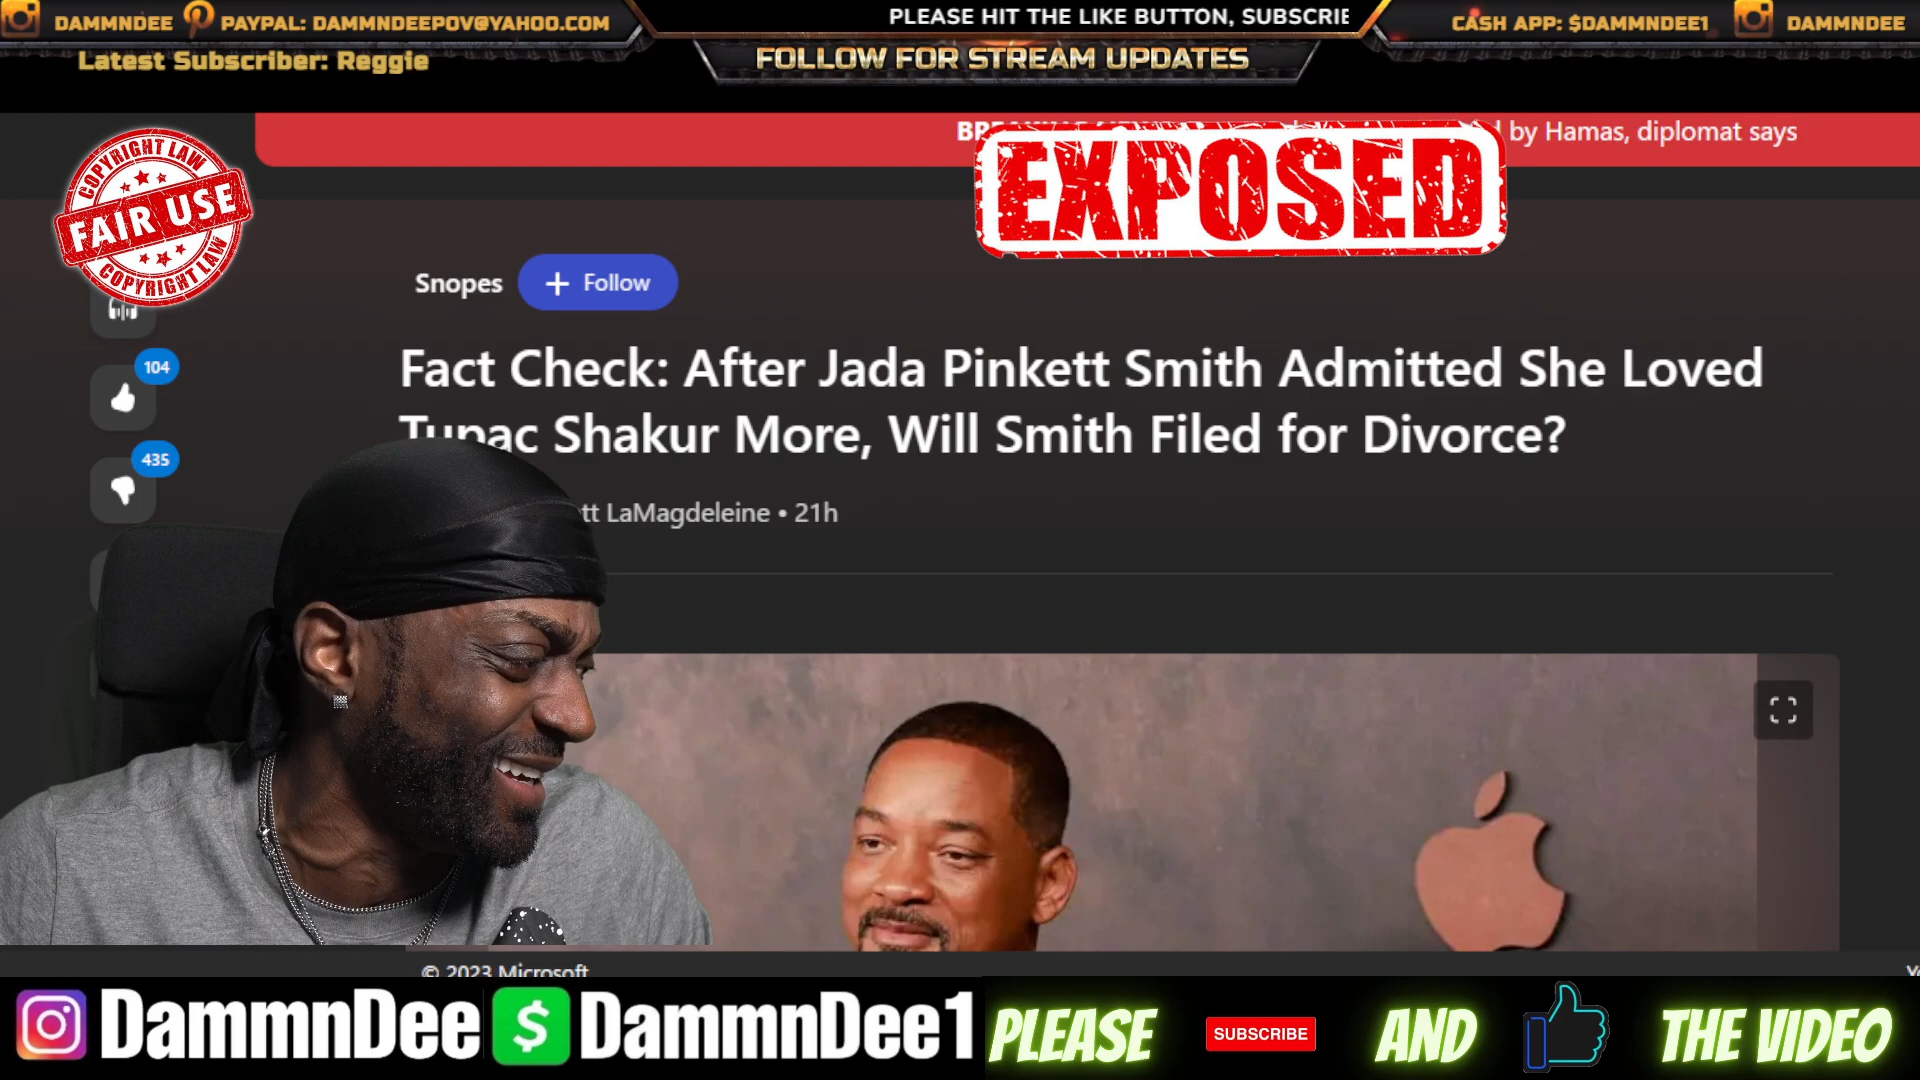 DAMMNDEE
PAYPAL: DAMMNDEEPOV@YAHOO.COM
PLEASE HIT THE LIKE BUTTON, SUBSCRIE
CASH APP: $DAMMNDEE1
DAMMNDEE
Latest Subscriber: Reggie
FOLLOW FOR STREAM UPDATES
by Hamas, diplomat says
EXPOSED
COPYRIGHT LAW
FAIR USE
COPYRIGHT LAW
Snopes
+ Follow
104
Fact Check: After Jada Pinkett Smith Admitted She Loved
Tupac Shakur More, Will Smith Filed for Divorce?
435
LaMagdeleine • 21h
© 2023 Microsoft
DammnDee
$
DammnDee1
PLEASE
SUBSCRIBE
AND
THE VIDEO